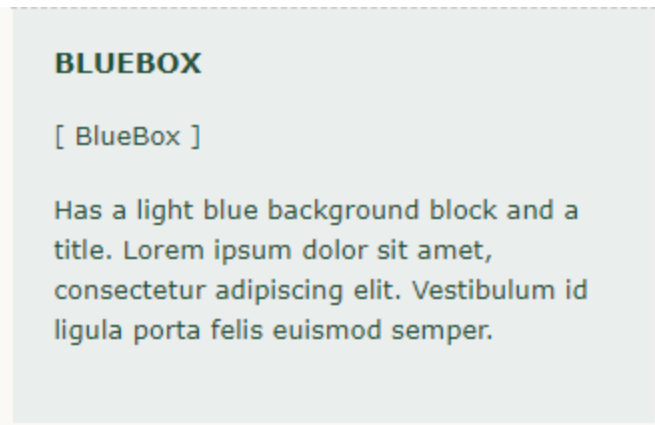 BLUEBOX
[ BlueBox ]
Has a light blue background block and a
title. Lorem ipsum dolor sit amet,
consectetur adipiscing elit. Vestibulum id
ligula porta felis euismod semper.